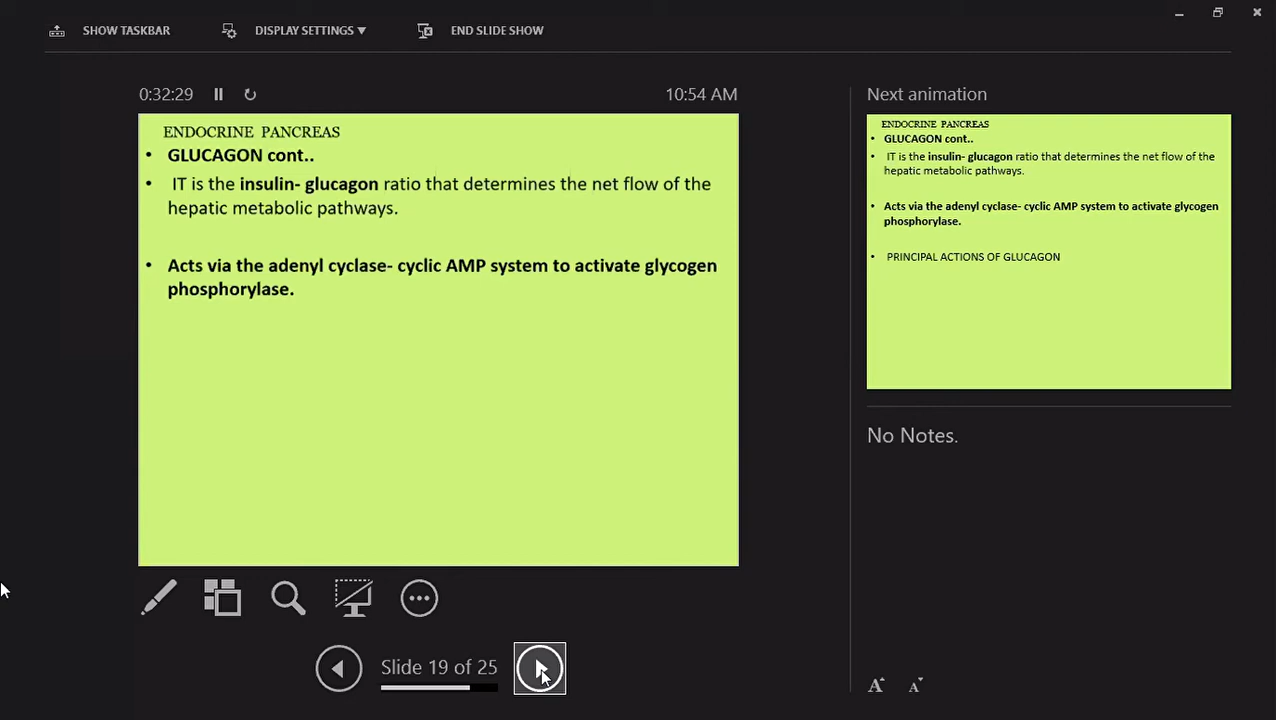 SHOW TASKBAR
DISPLAY SETTINGS ▼
END SLIDE SHOW
0:32:29
10:54 AM
ENDOCRINE PANCREAS
• GLUCAGON cont..
• IT is the insulin- glucagon ratio that determines the net flow of the
hepatic metabolic pathways.
• Acts via the adenyl cyclase- cyclic AMP system to activate glycogen
phosphorylase.
Slide 19 of 25
Next animation
ENDOCRINE PANCREAS
• GLUCAGON cont..
• IT is the insulin- glucagon ratio that determines the net flow of the
hepatic metabolic pathways.
• Acts via the adenyl cyclase- cyclic AMP system to activate glycogen
phosphorylase.
• PRINCIPAL ACTIONS OF GLUCAGON
No Notes.
A A